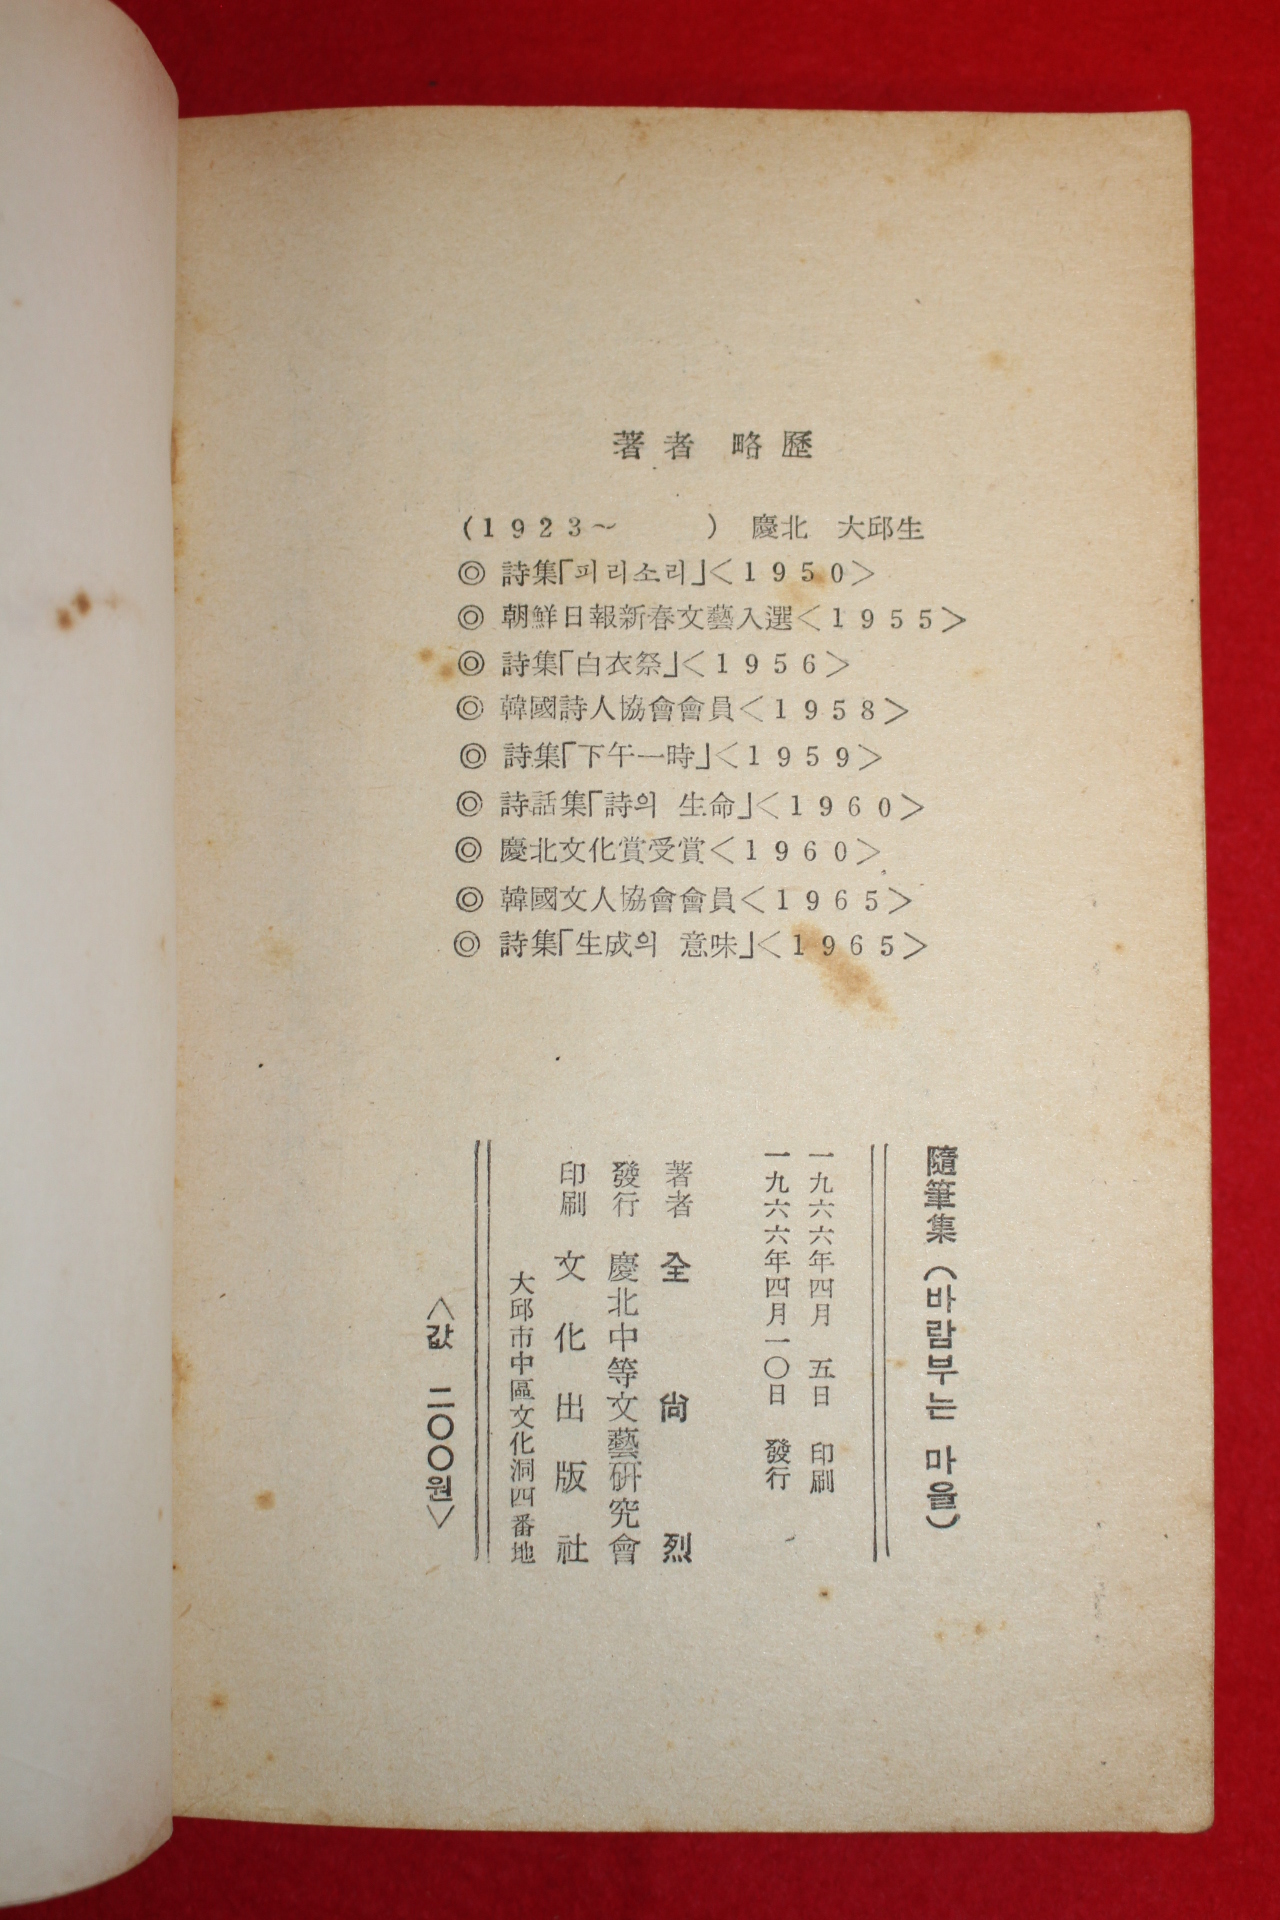 著者 略歷
(1923～　　) 慶北 大邱生
◎ 詩集「피리소리」<1950>
◎ 朝鮮日報新春文藝入選<1955>
◎ 詩集「白衣祭」<1956>
◎ 韓國詩人協會會員<1958>
◎ 詩集「下午一時」<1959>
◎ 詩話集「詩의 生命」<1960>
◎ 慶北文化賞受賞<1960>
◎ 韓國文人協會會員<1965>
◎ 詩集「生成의 意味」<1965>
隨筆集 (바람부는 마을)
一九六六年四月 五日 印刷
一九六六年四月一〇日 發行
著者 全尙烈
發行 慶北中等文藝硏究會
印刷 文化出版社
大邱市中區文化洞四番地
<값 二〇〇원>